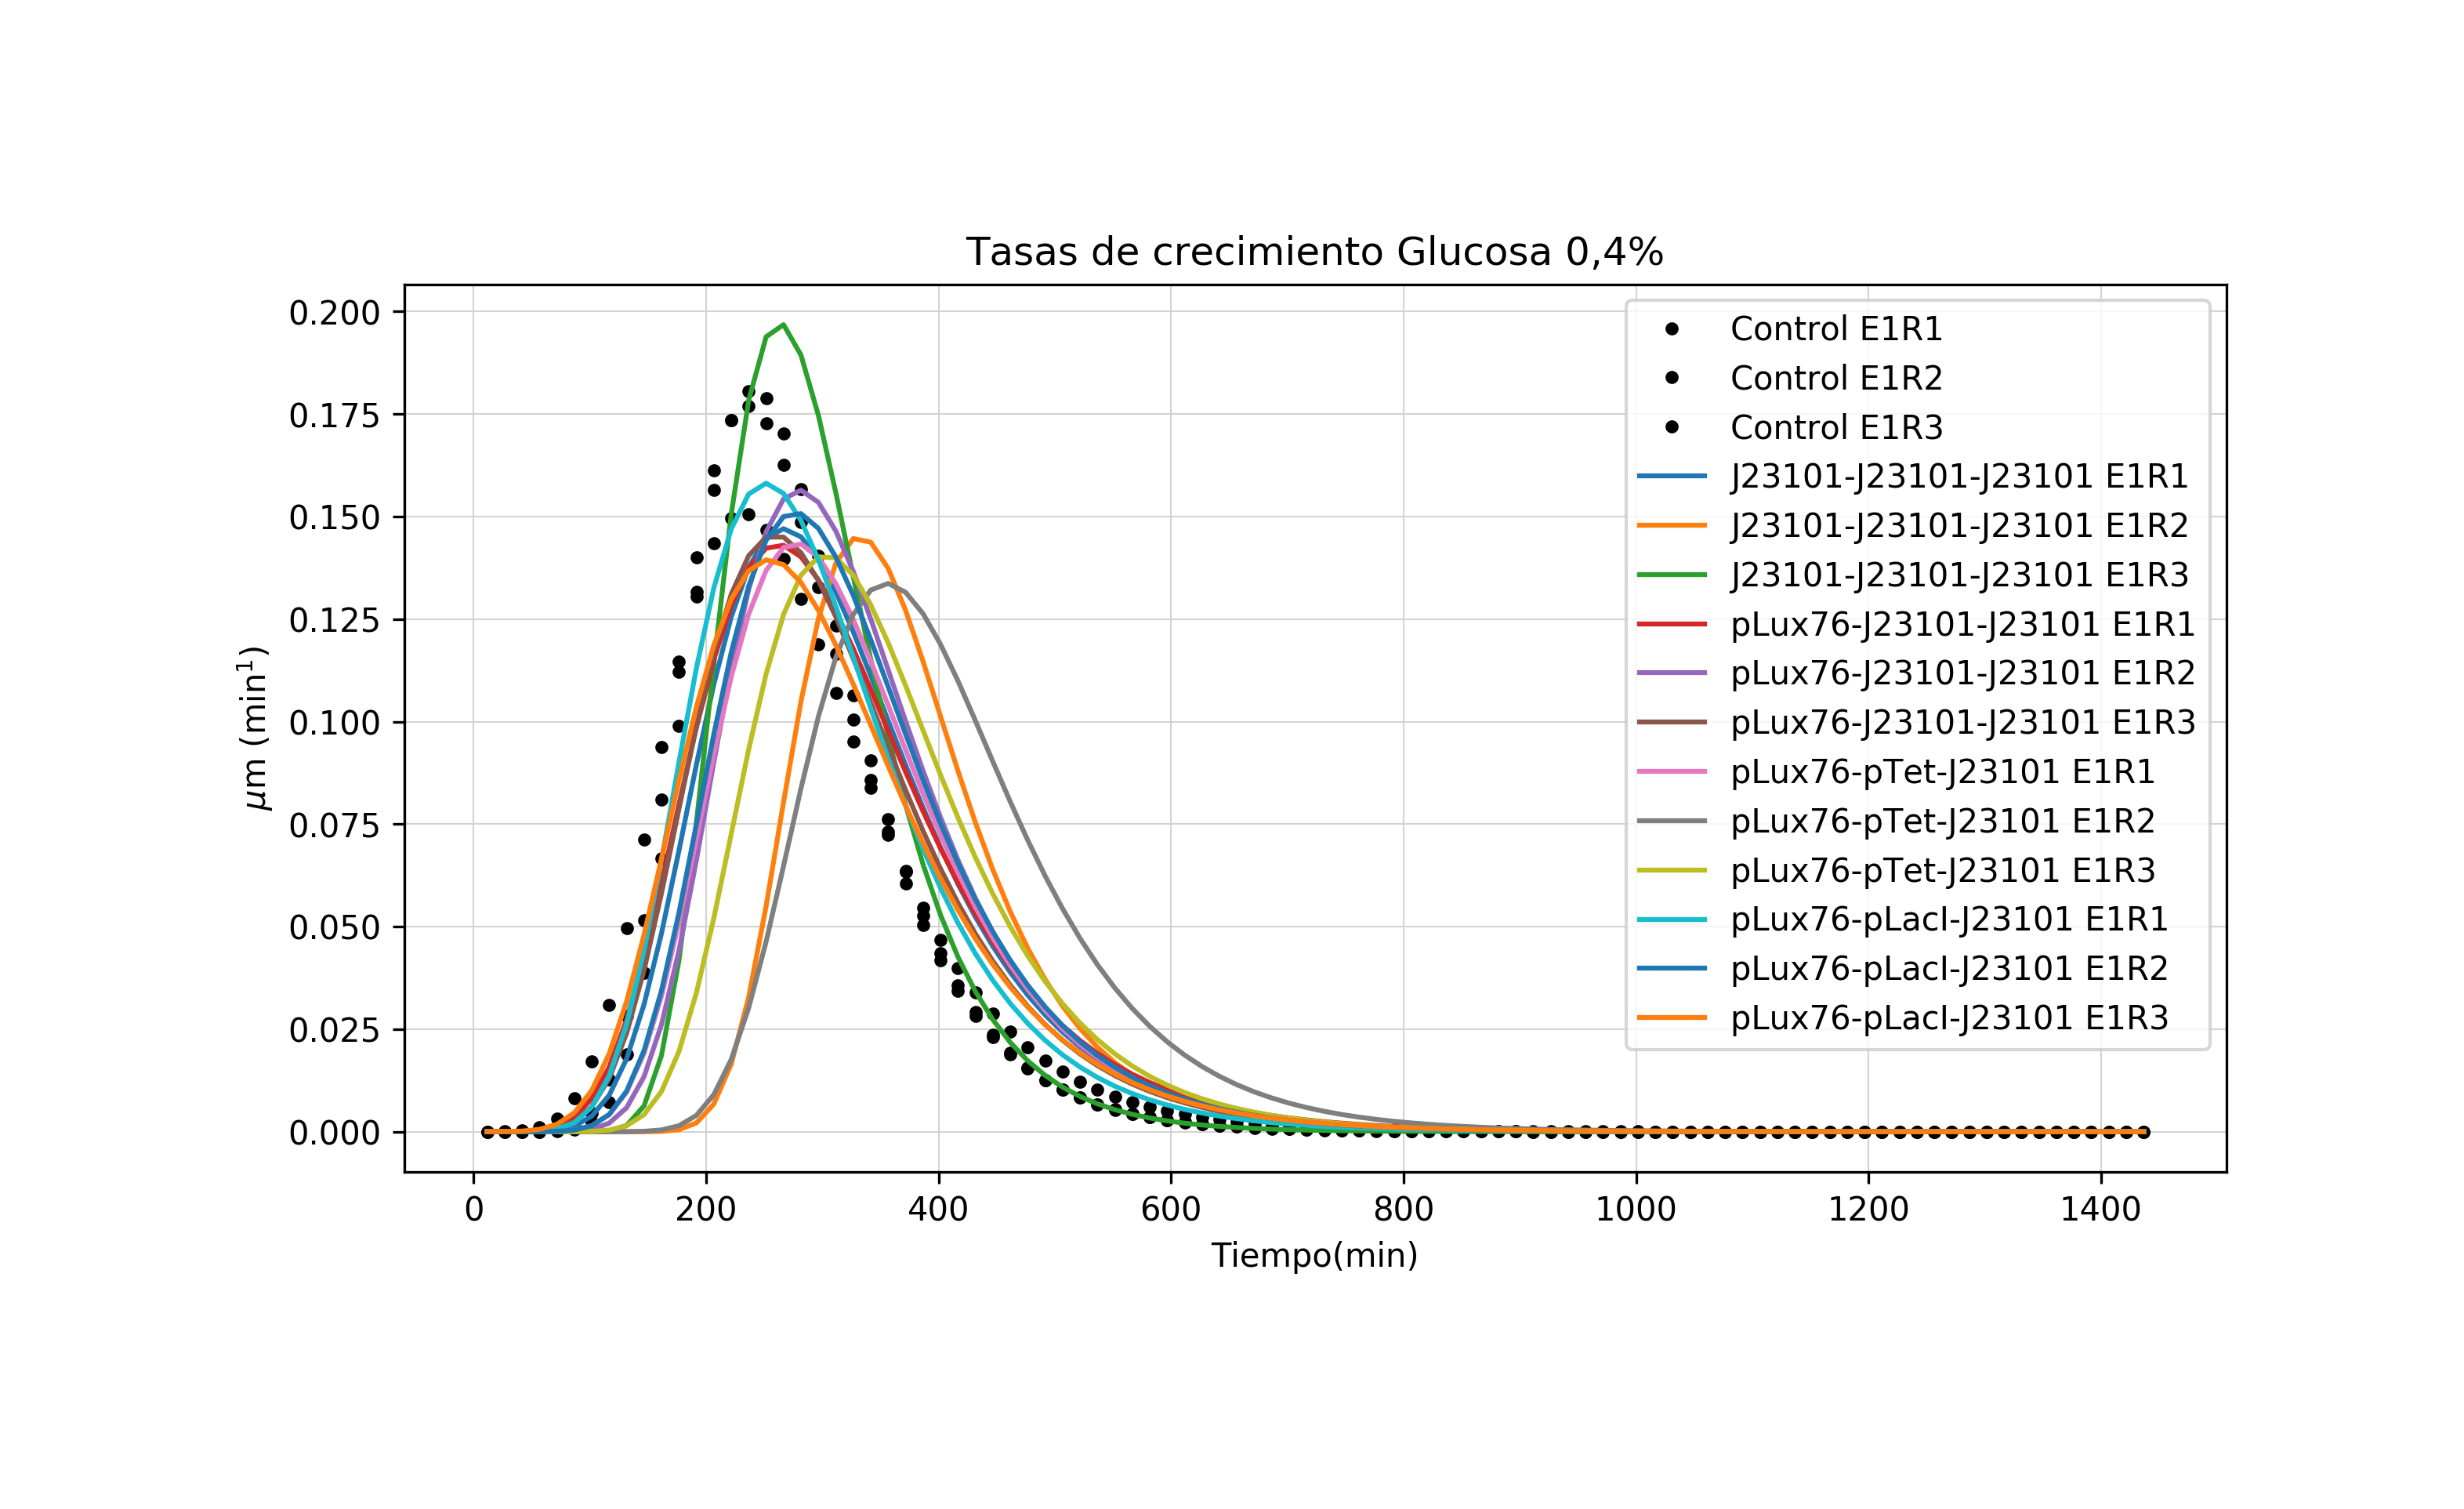 Tasas de crecimiento Glucosa 0,4%
0.200
0.175
0.150
0.125
0.100
0.075
0.050
0.025
0.000
μm (min¹)
0 200 400 600 800 1000 1200 1400
Tiempo(min)
Control E1R1
Control E1R2
Control E1R3
J23101-J23101-J23101 E1R1
J23101-J23101-J23101 E1R2
J23101-J23101-J23101 E1R3
pLux76-J23101-J23101 E1R1
pLux76-J23101-J23101 E1R2
pLux76-J23101-J23101 E1R3
pLux76-pTet-J23101 E1R1
pLux76-pTet-J23101 E1R2
pLux76-pTet-J23101 E1R3
pLux76-pLacI-J23101 E1R1
pLux76-pLacI-J23101 E1R2
pLux76-pLacI-J23101 E1R3